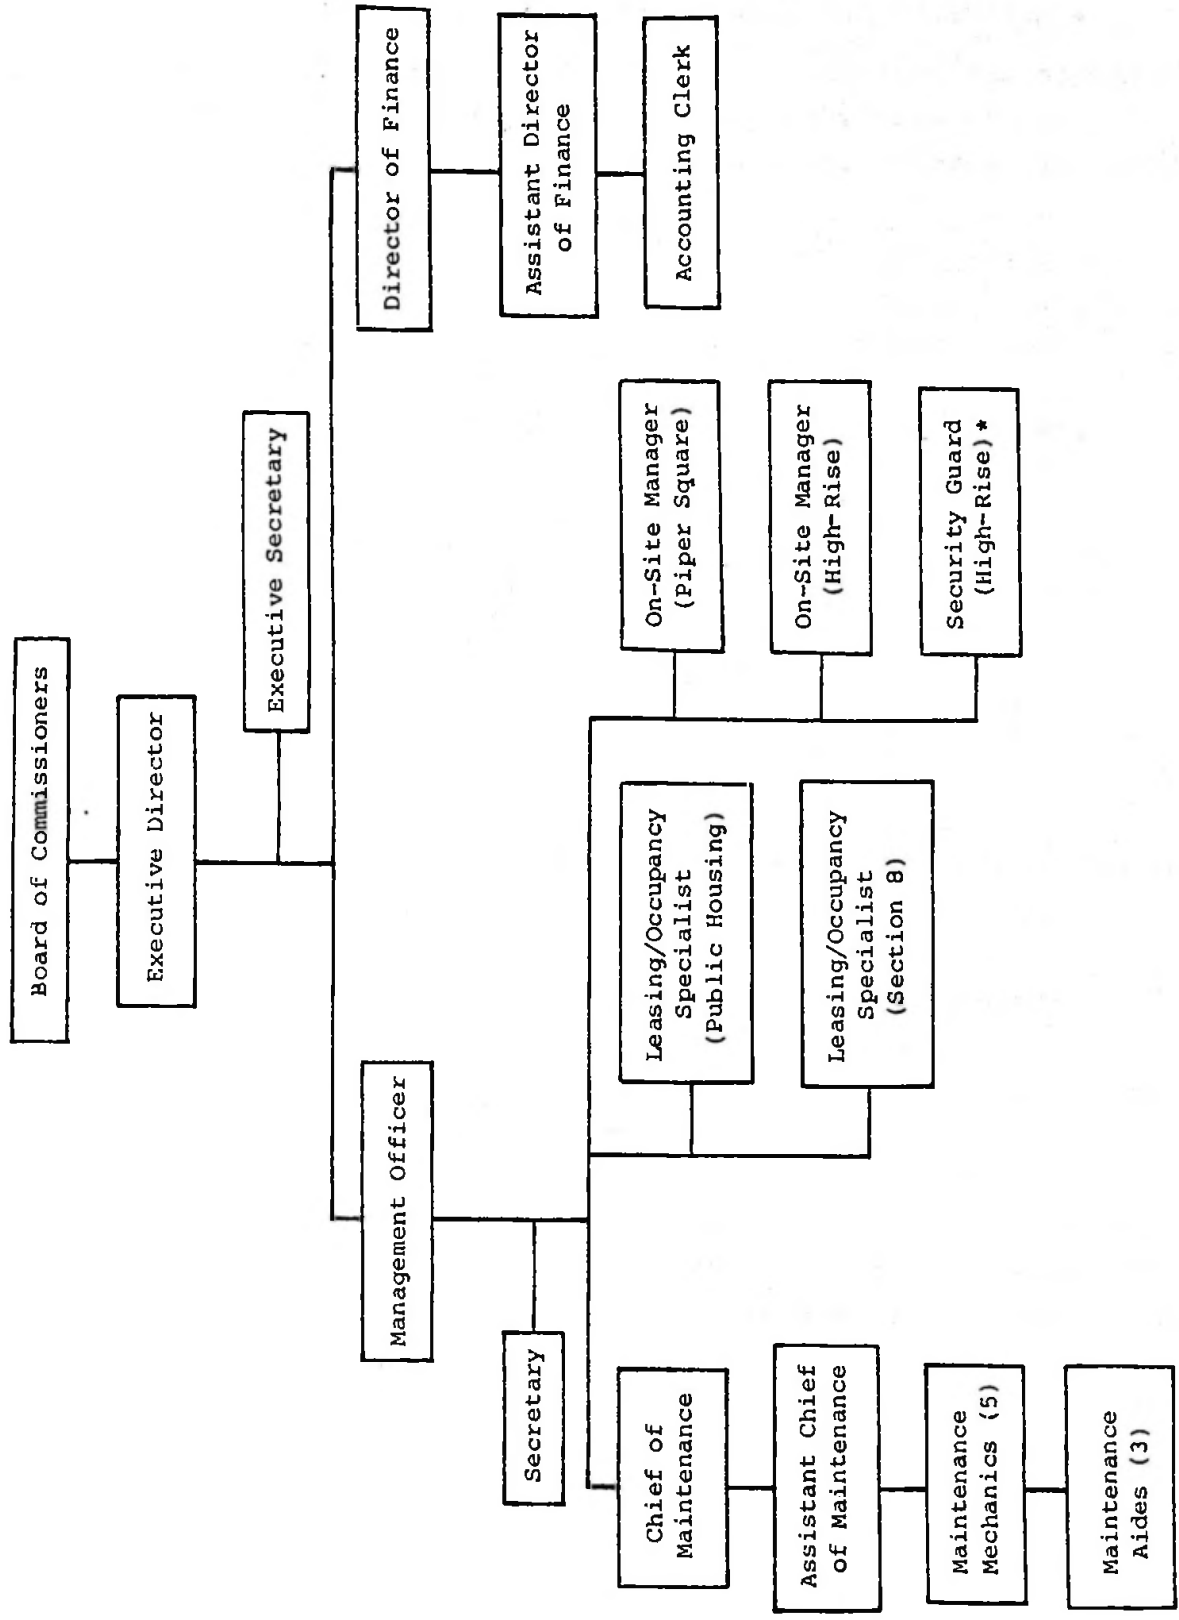 Board of Commissioners
Executive Director
Executive Secretary
Management Officer
Director of Finance
Secretary
Assistant Director
of Finance
Accounting Clerk
Chief of
Maintenance
Assistant Chief
of Maintenance
Maintenance
Mechanics (5)
Maintenance
Aides (3)
Leasing/Occupancy
Specialist
(Public Housing)
Leasing/Occupancy
Specialist
(Section 8)
On-Site Manager
(Piper Square)
On-Site Manager
(High-Rise)
Security Guard
(High-Rise)*